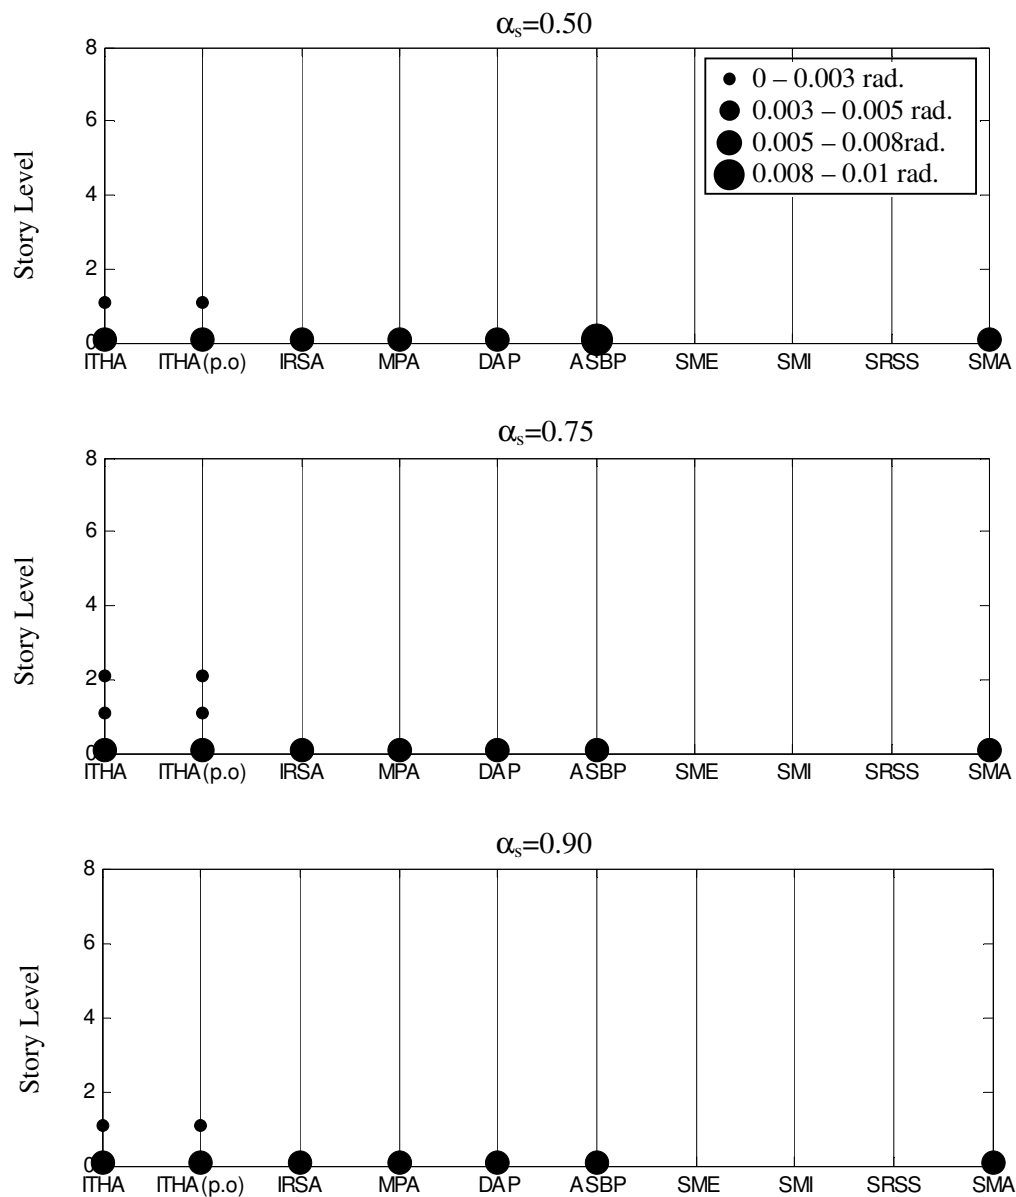 αs=0.50
8
0 – 0.003 rad.
0.003 – 0.005 rad.
0.005 – 0.008rad.
0.008 – 0.01 rad.
6
4
2
0
Story Level
ITHA ITHA(p.o) IRSA MPA DAP ASBP SME SMI SRSS SMA
αs=0.75
8
6
4
2
0
Story Level
ITHA ITHA(p.o) IRSA MPA DAP ASBP SME SMI SRSS SMA
αs=0.90
8
6
4
2
0
Story Level
ITHA ITHA(p.o) IRSA MPA DAP ASBP SME SMI SRSS SMA